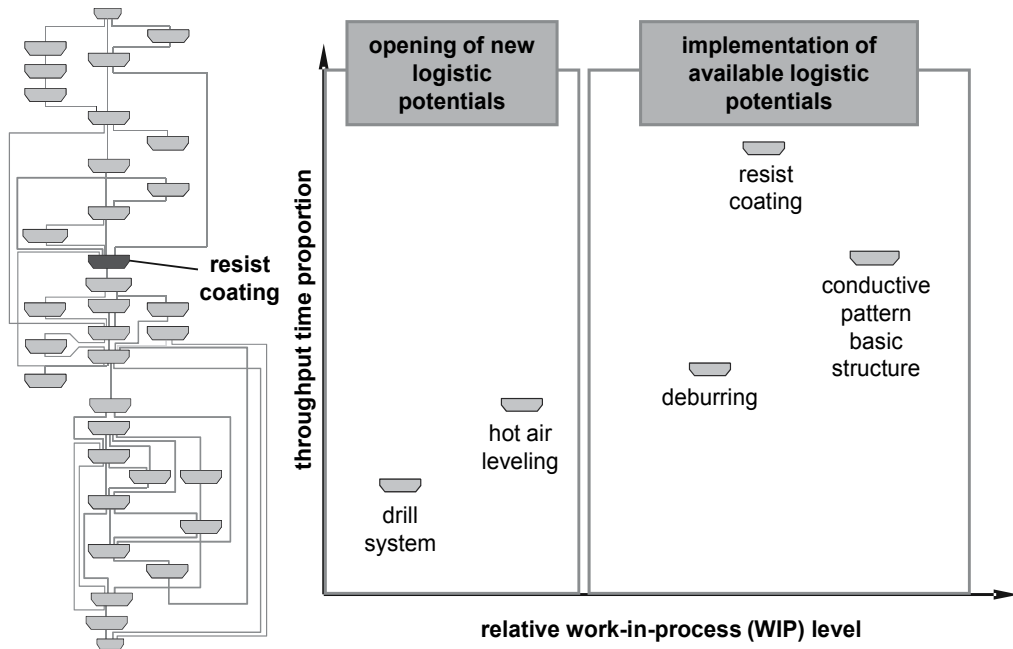 resist
coating
opening of new
logistic
potentials
implementation of
available logistic
potentials
throughput time proportion
resist
coating
conductive
pattern
basic
structure
deburring
hot air
leveling
drill
system
relative work-in-process (WIP) level